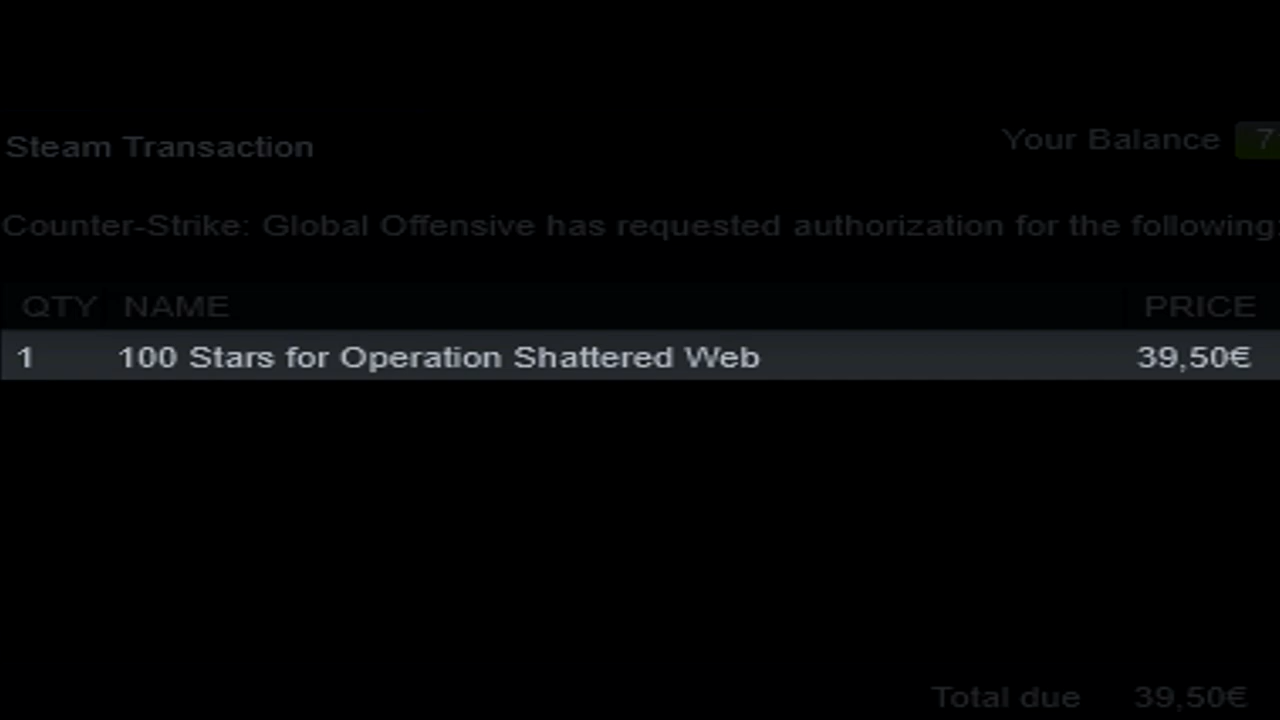 Steam Transaction
Your Balance 7
Counter-Strike: Global Offensive has requested authorization for the following:
QTY NAME PRICE
1 100 Stars for Operation Shattered Web 39,50€
Total due 39,50€